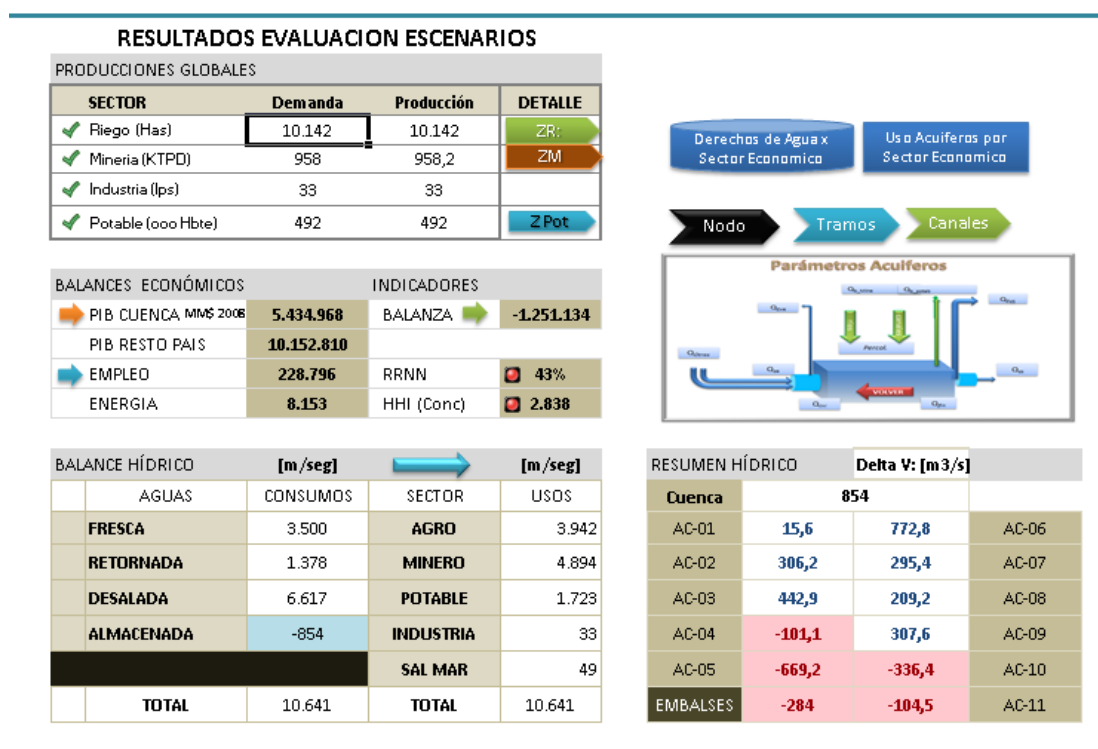 RESULTADOS EVALUACION ESCENARIOS
PRODUCCIONES GLOBALES
SECTOR Demanda Producción DETALLE
Riego (Has) 10.142 10.142 ZR:
Mineria (KTPD) 958 958,2 ZM
Industria (lps) 33 33
Potable (ooo Hbte) 492 492 Z Pot
Derechos de Agua x Sector Economico
Uso Acuiferos por Sector Economico
Nodo Tramos Canales
Parámetros Acuiferos
Percol.
VOLVER
BALANCES ECONÓMICOS INDICADORES
PIB CUENCA MM$ 2006 5.434.968 BALANZA -1.251.134
PIB RESTO PAIS 10.152.810
EMPLEO 228.796 RRNN 43%
ENERGIA 8.153 HHI (Conc) 2.838
BALANCE HÍDRICO [m/seg] [m/seg]
AGUAS CONSUMOS SECTOR USOS
FRESCA 3.500 AGRO 3.942
RETORNADA 1.378 MINERO 4.894
DESALADA 6.617 POTABLE 1.723
ALMACENADA -854 INDUSTRIA 33
SAL MAR 49
TOTAL 10.641 TOTAL 10.641
RESUMEN HÍDRICO Delta V: [m3/s]
Cuenca 854
AC-01 15,6 772,8 AC-06
AC-02 306,2 295,4 AC-07
AC-03 442,9 209,2 AC-08
AC-04 -101,1 307,6 AC-09
AC-05 -669,2 -336,4 AC-10
EMBALSES -284 -104,5 AC-11